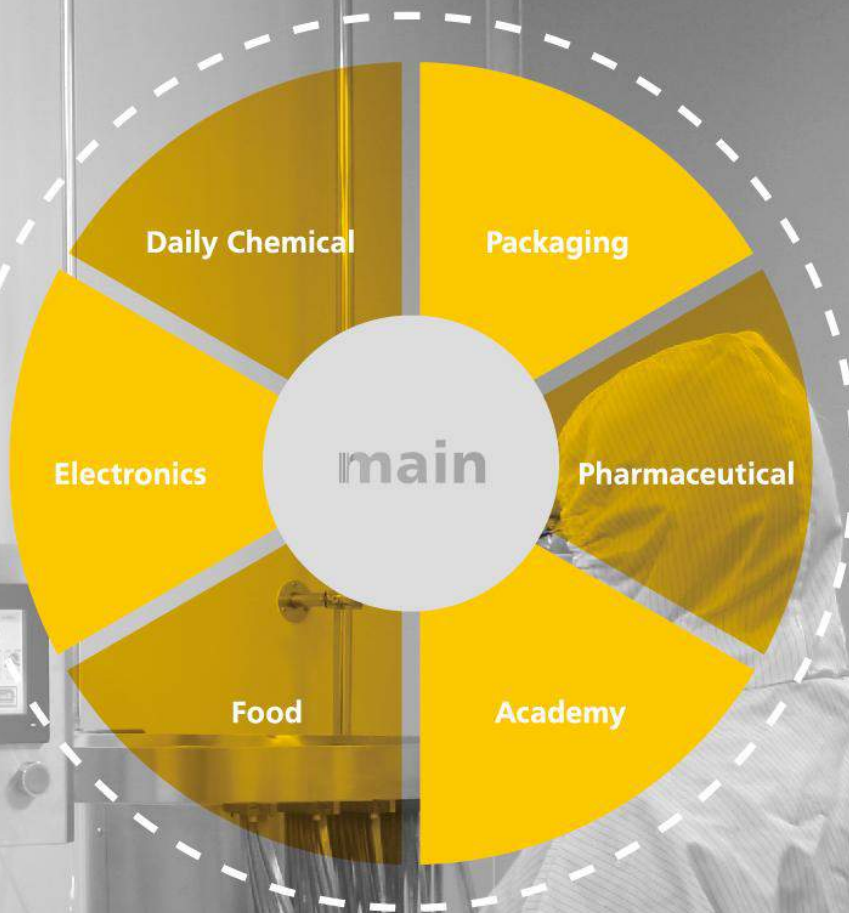 Daily Chemical
Packaging
Electronics
main
Pharmaceutical
Food
Academy